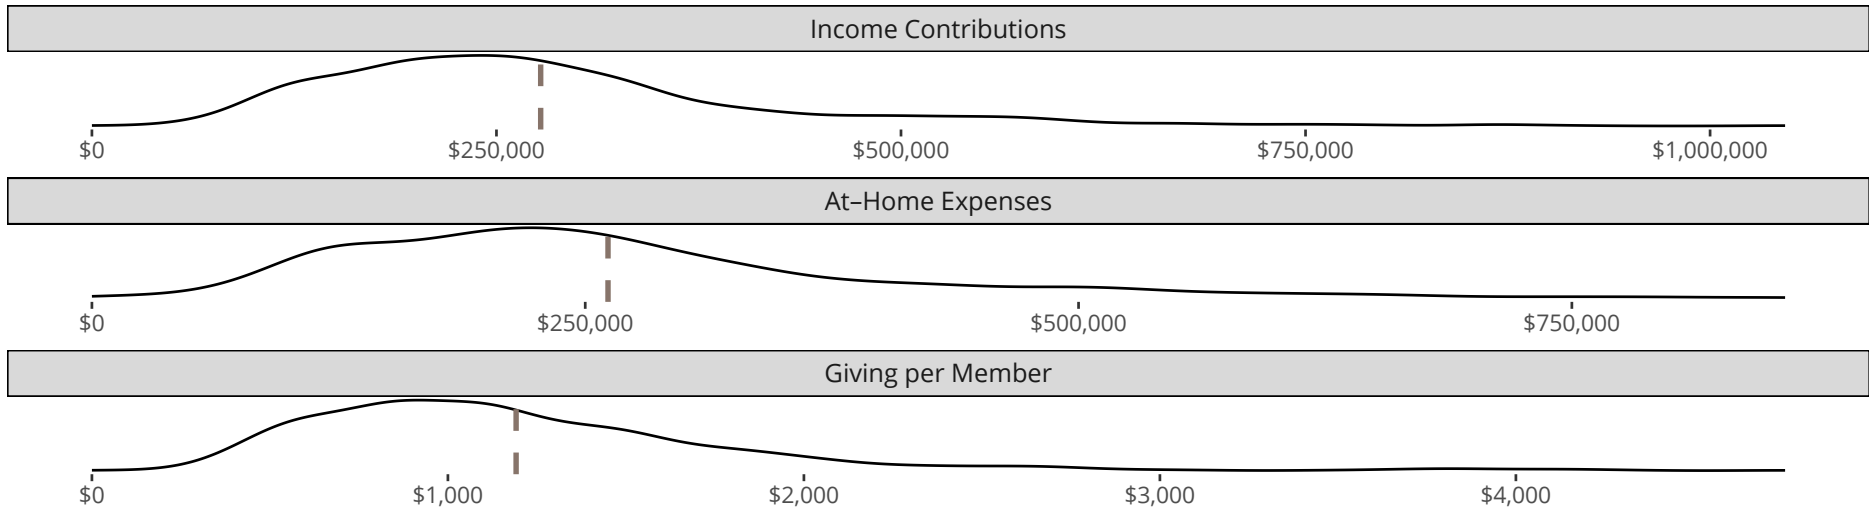 Income Contributions
$0 $250,000 $500,000 $750,000 $1,000,000
At–Home Expenses
$0 $250,000 $500,000 $750,000
Giving per Member
$0 $1,000 $2,000 $3,000 $4,000